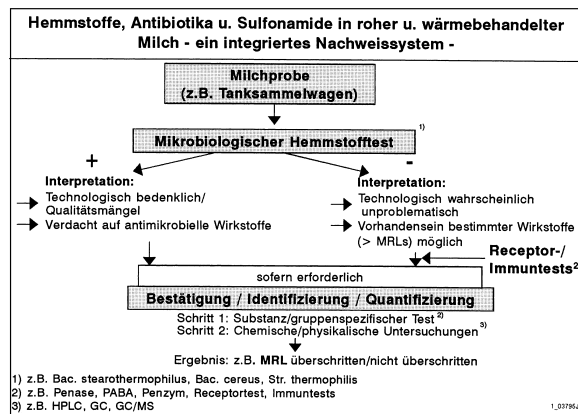 Hemmstoffe, Antibiotika u. Sulfonamide in roher u. wärmebehandelter
Milch - ein integriertes Nachweissystem -
Milchprobe
(z.B. Tanksammelwagen)
Mikrobiologischer Hemmstofftest 1)
+
-
Interpretation:
Technologisch bedenklich/
Qualitätsmängel
Verdacht auf antimikrobielle Wirkstoffe
Interpretation:
Technologisch wahrscheinlich
unproblematisch
Vorhandensein bestimmter Wirkstoffe
(> MRLs) möglich
Receptor-/
Immuntests 2
sofern erforderlich
Bestätigung / Identifizierung / Quantifizierung
Schritt 1: Substanz/gruppenspezifischer Test 2)
Schritt 2: Chemische/physikalische Untersuchungen 3)
Ergebnis: z.B. MRL überschritten/nicht überschritten
1) z.B. Bac. stearothermophilus, Bac. cereus, Str. thermophilis
2) z.B. Penase, PABA, Penzym, Receptortest, Immuntests
3) z.B. HPLC, GC, GC/MS